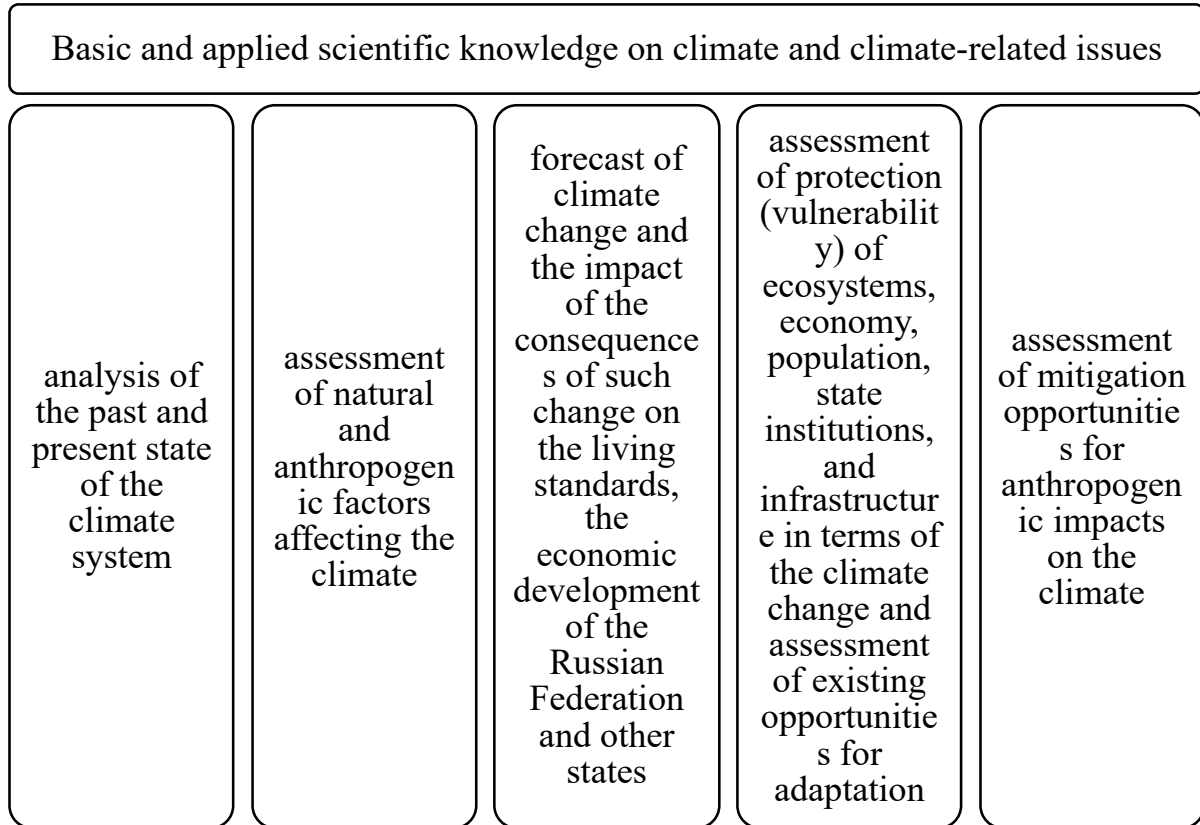 Basic and applied scientific knowledge on climate and climate-related issues
analysis of
the past and
present state
of the
climate
system
assessment
of natural
and
anthropogen
ic factors
affecting the
climate
forecast of
climate
change and
the impact
of the
consequence
s of such
change on
the living
standards,
the
economic
development
of the
Russian
Federation
and other
states
assessment
of protection
(vulnerabilit
y) of
ecosystems,
economy,
population,
state
institutions,
and
infrastructur
e in terms of
the climate
change and
assessment
of existing
opportunitie
s for
adaptation
assessment
of mitigation
opportunitie
s for
anthropogen
ic impacts
on the
climate